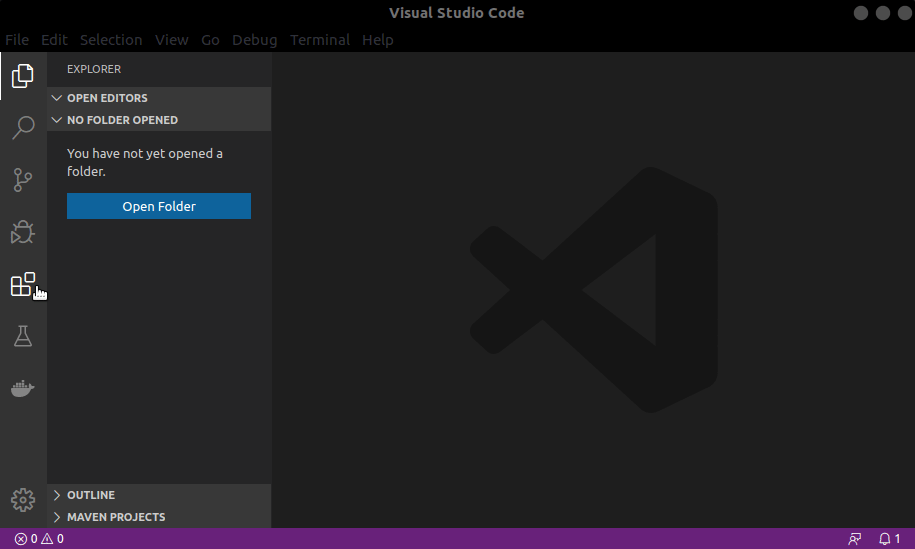 Visual Studio Code
File Edit Selection View Go Debug Terminal Help
EXPLORER
OPEN EDITORS
NO FOLDER OPENED
You have not yet opened a
folder.
Open Folder
OUTLINE
MAVEN PROJECTS
0 0 1